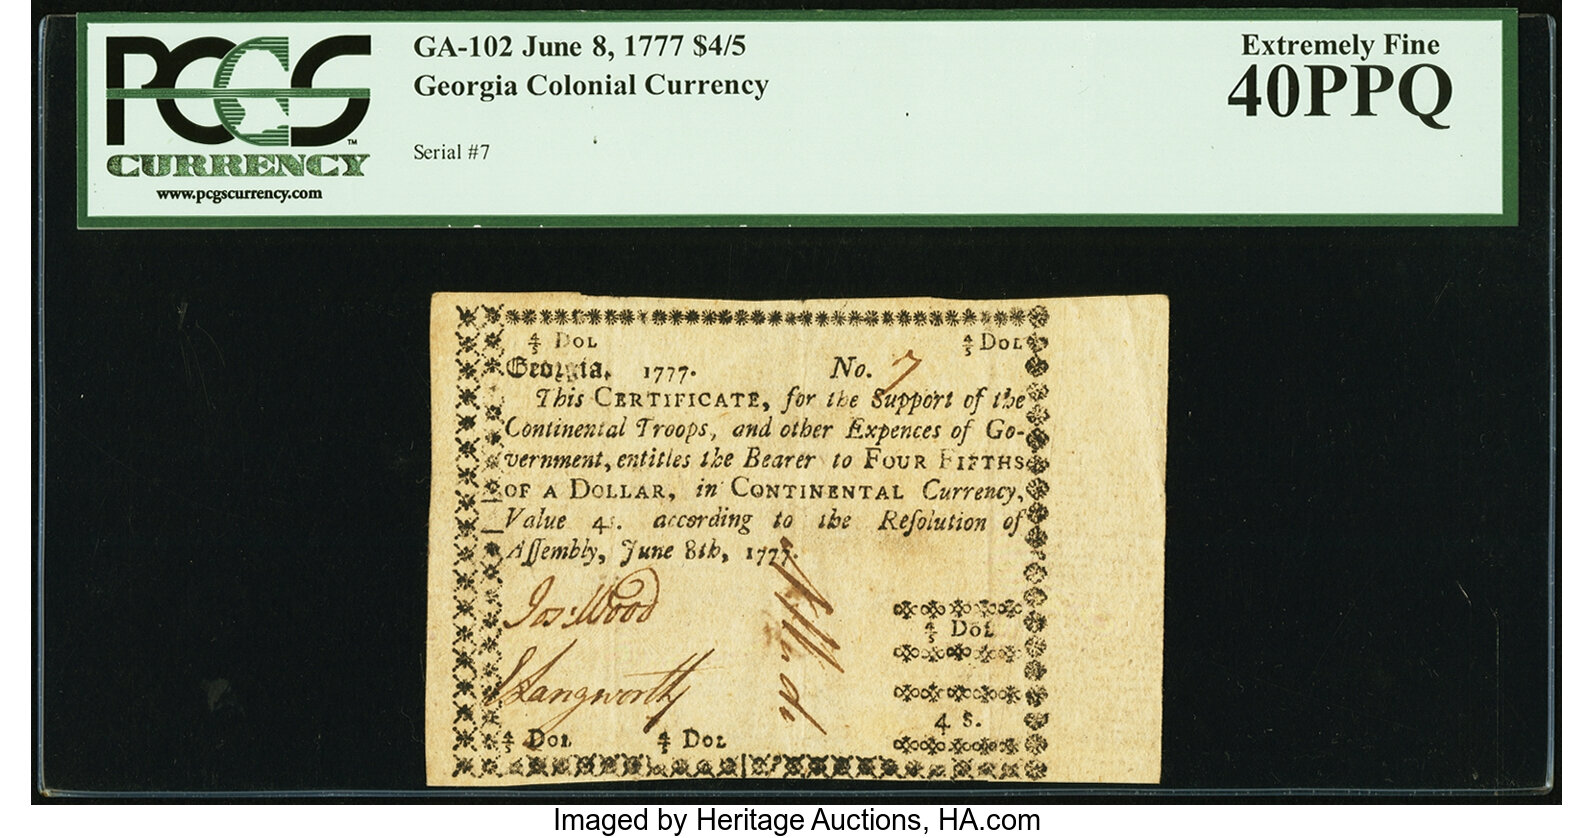 PCGS™
CURRENCY
www.pcgscurrency.com
GA-102 June 8, 1777 $4/5
Georgia Colonial Currency
Serial #7
Extremely Fine
40PPQ
4/5 Dol 4/5 Dol
Georgia, 1777. No. 7
This CERTIFICATE, for the Support of the
Continental Troops, and other Expences of Go-
vernment, entitles the Bearer to FOUR FIFTHS
OF A DOLLAR, in CONTINENTAL Currency,
Value 4s. according to the Reſolution of
Aſſembly, June 8th, 1777.
Jos: Wood
Langworth
4/5 Dol
4 S.
4/5 Dol 4/5 Dol
Imaged by Heritage Auctions, HA.com